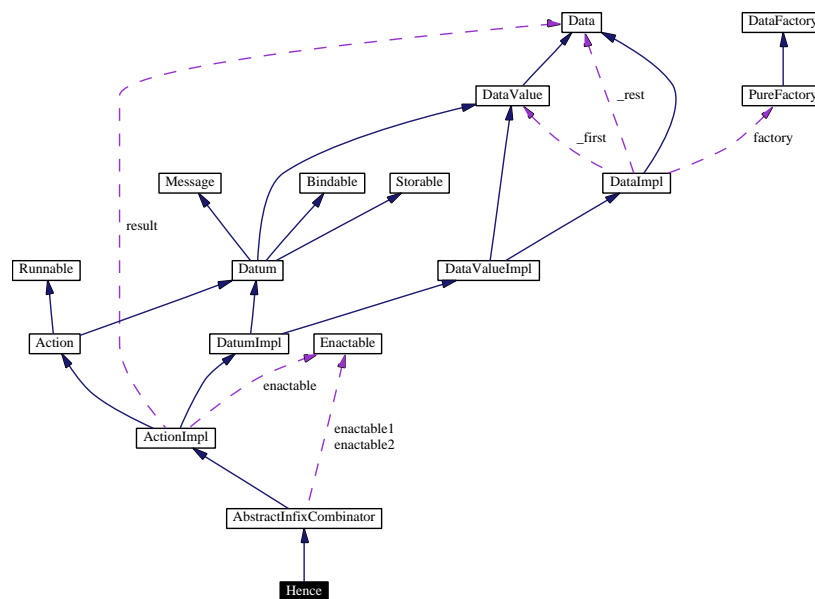 Data
DataFactory
DataValue
_rest
PureFactory
_first
factory
Message
Bindable
Storable
DataImpl
result
Runnable
Datum
DataValueImpl
Action
DatumImpl
Enactable
enactable
ActionImpl
enactable1
enactable2
AbstractInfixCombinator
Hence